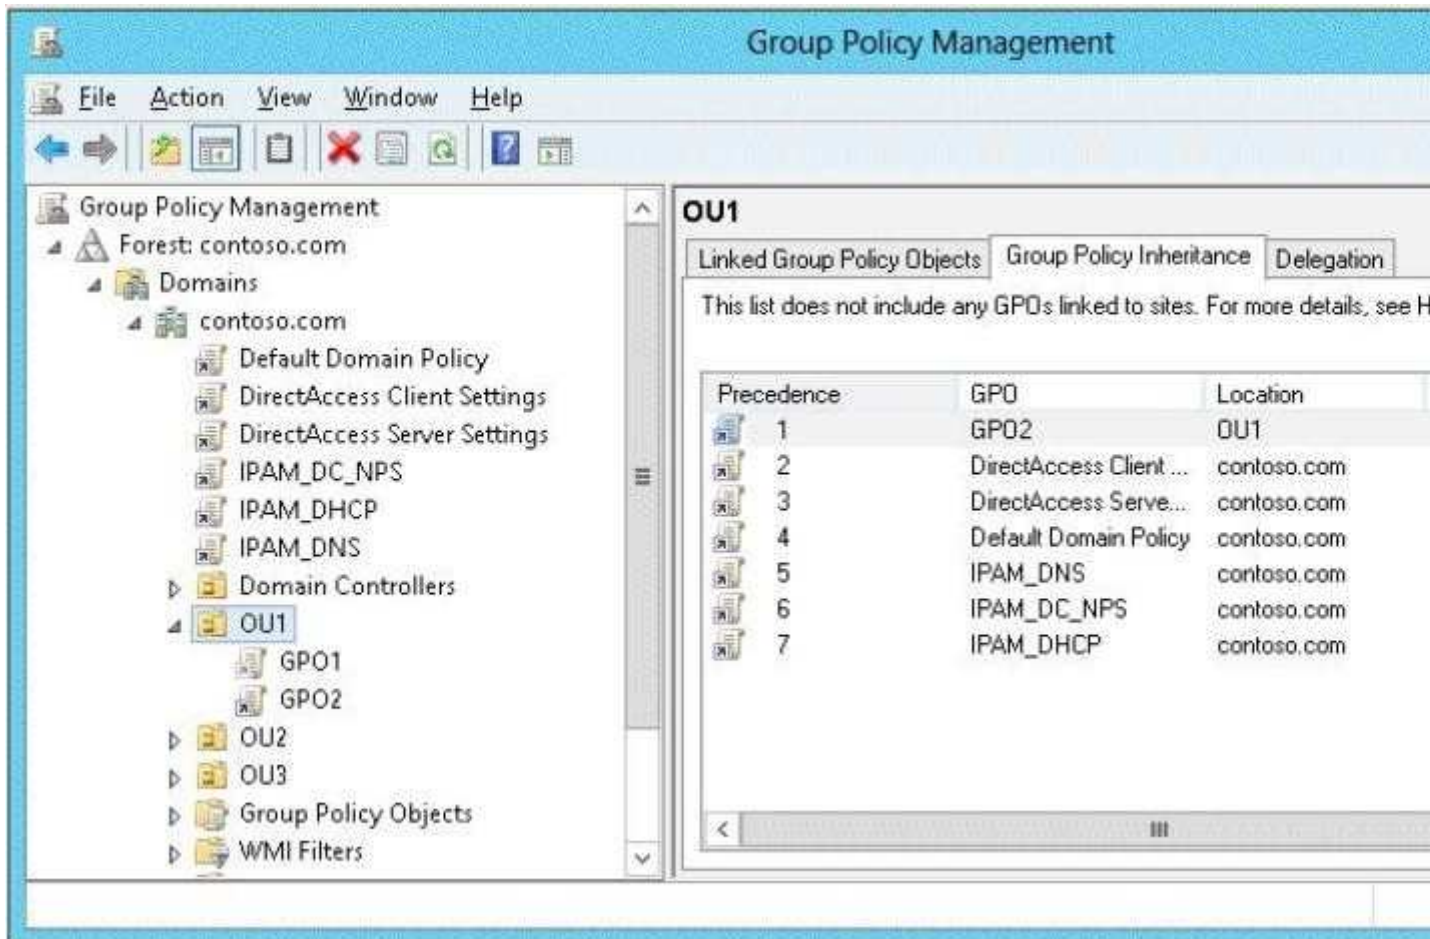 Group Policy Management
File Action View Window Help
Group Policy Management
Forest: contoso.com
Domains
contoso.com
Default Domain Policy
DirectAccess Client Settings
DirectAccess Server Settings
IPAM_DC_NPS
IPAM_DHCP
IPAM_DNS
Domain Controllers
OU1
GPO1
GPO2
OU2
OU3
Group Policy Objects
WMI Filters
OU1
Linked Group Policy Objects Group Policy Inheritance Delegation
This list does not include any GPOs linked to sites. For more details, see H
Precedence GPO Location
1 GPO2 OU1
2 DirectAccess Client ... contoso.com
3 DirectAccess Serve... contoso.com
4 Default Domain Policy contoso.com
5 IPAM_DNS contoso.com
6 IPAM_DC_NPS contoso.com
7 IPAM_DHCP contoso.com